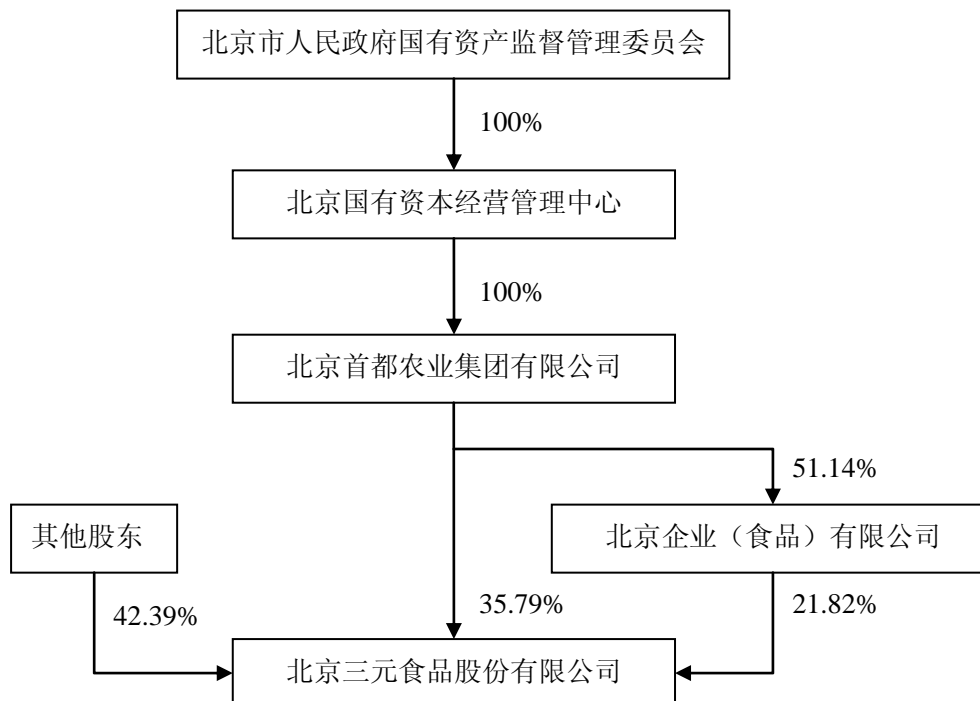 北京市人民政府国有资产监督管理委员会
100%
北京国有资本经营管理中心
100%
北京首都农业集团有限公司
51.14%
其他股东
北京企业（食品）有限公司
42.39%
35.79%
21.82%
北京三元食品股份有限公司